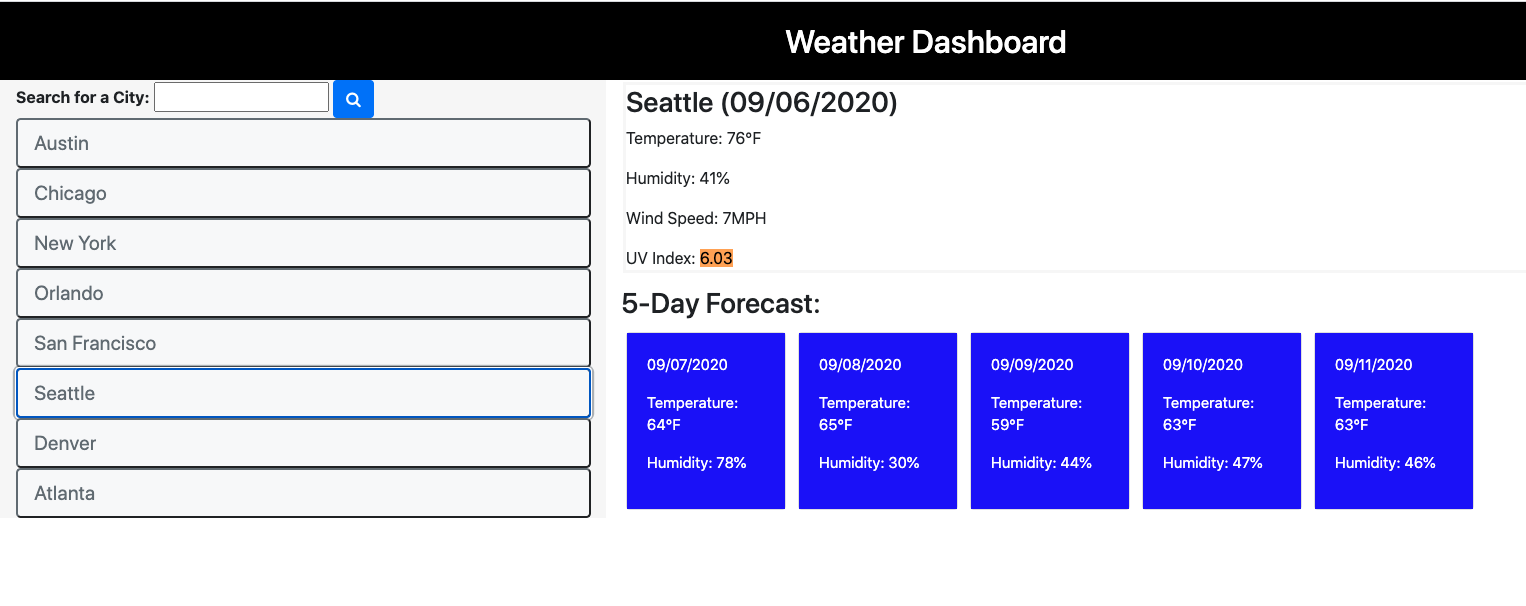 Weather Dashboard
Search for a City:
Austin
Chicago
New York
Orlando
San Francisco
Seattle
Denver
Atlanta
Seattle (09/06/2020)
Temperature: 76°F
Humidity: 41%
Wind Speed: 7MPH
UV Index: 6.03
5-Day Forecast:
09/07/2020
Temperature:
64°F
Humidity: 78%
09/08/2020
Temperature:
65°F
Humidity: 30%
09/09/2020
Temperature:
59°F
Humidity: 44%
09/10/2020
Temperature:
63°F
Humidity: 47%
09/11/2020
Temperature:
63°F
Humidity: 46%